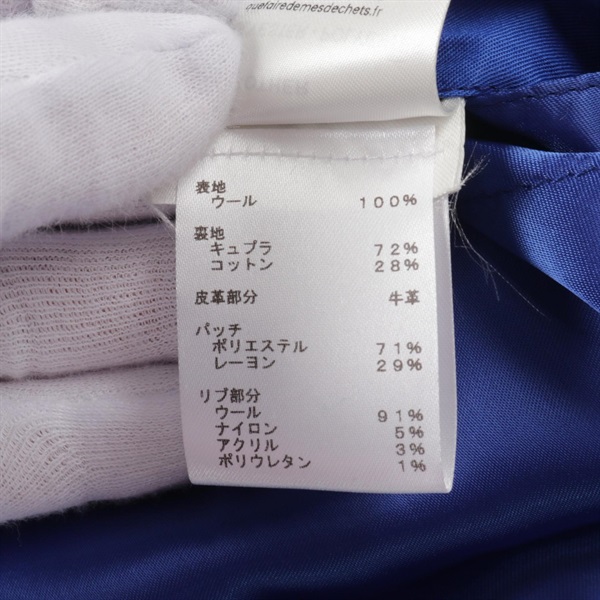 quefairedemesdechets.fr
表地
ウール 100%
裏地
キュプラ 72%
コットン 28%
皮革部分 牛革
パッチ
ポリエステル 71%
レーヨン 29%
リブ部分
ウール 91%
ナイロン 5%
アクリル 3%
ポリウレタン 1%